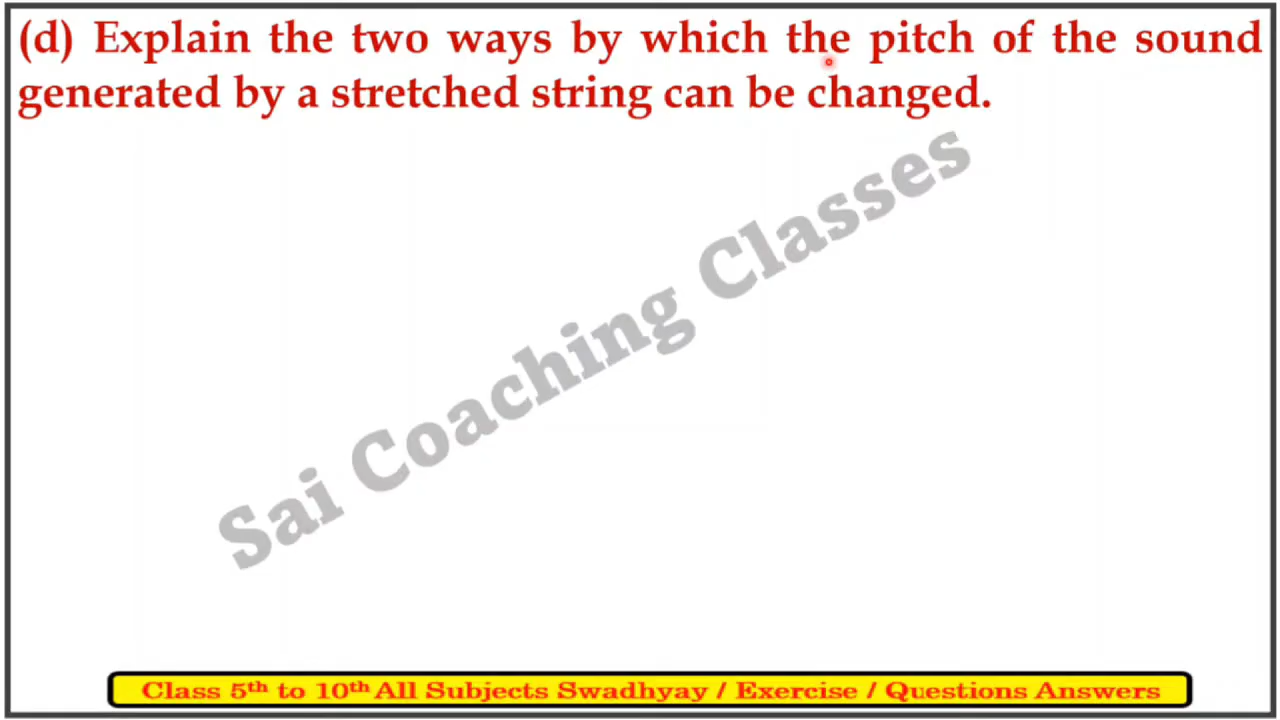 (d) Explain the two ways by which the pitch of the sound
generated by a stretched string can be changed.
Sai Coaching Classes
Class 5th to 10th All Subjects Swadhyay / Exercise / Questions Answers